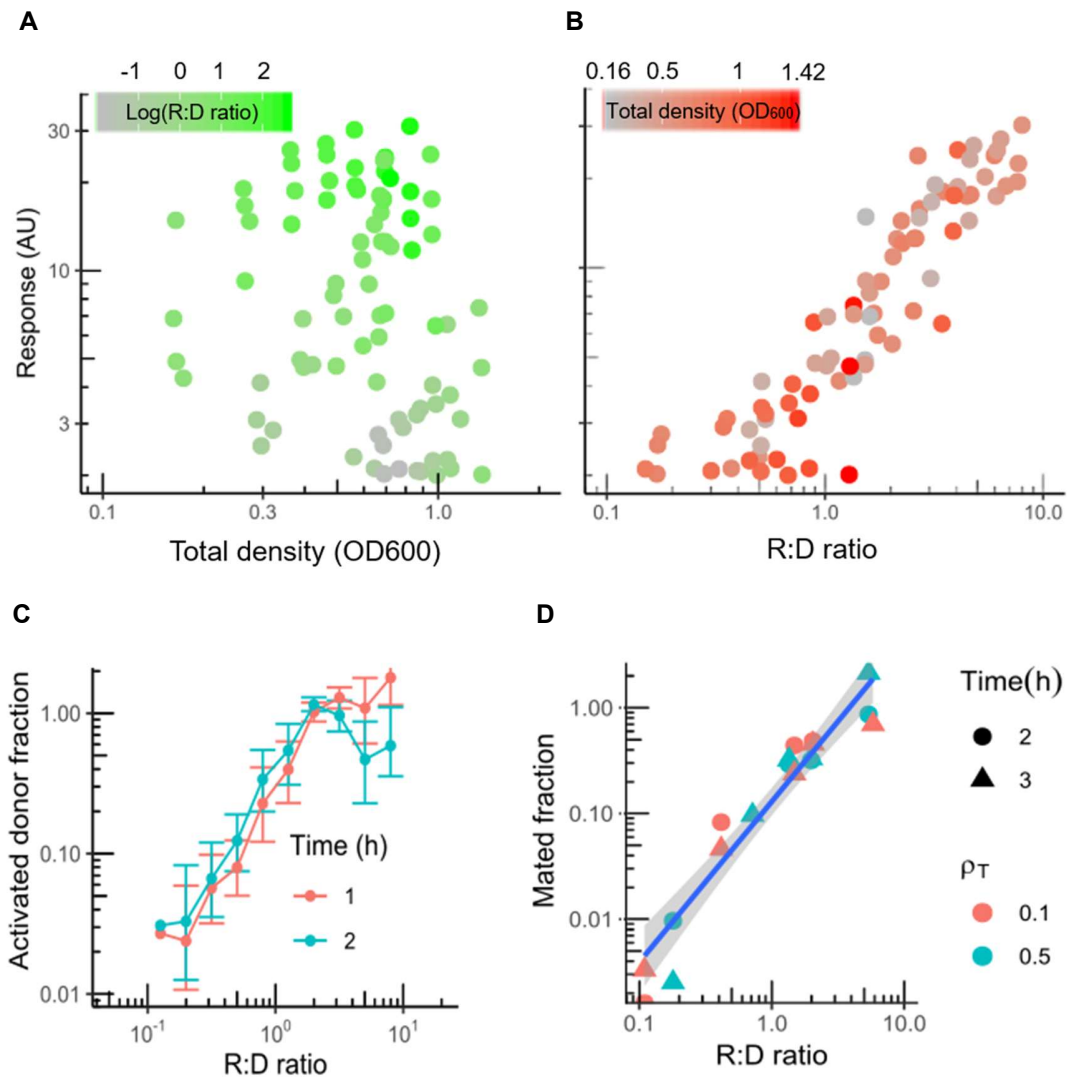 A
B
-1 0 1 2
Log(R:D ratio)
0.16 0.5 1 1.42
Total density (OD600)
30
10
3
Response (AU)
0.1 0.3 1.0
Total density (OD600)
0.1 1.0 10.0
R:D ratio
C
D
Activated donor fraction
1.00
0.10
0.01
Time (h)
1
2
10-1 100 101
R:D ratio
Mated fraction
1.00
0.10
0.01
0.1 1.0 10.0
R:D ratio
Time(h)
2
3
ρT
0.1
0.5